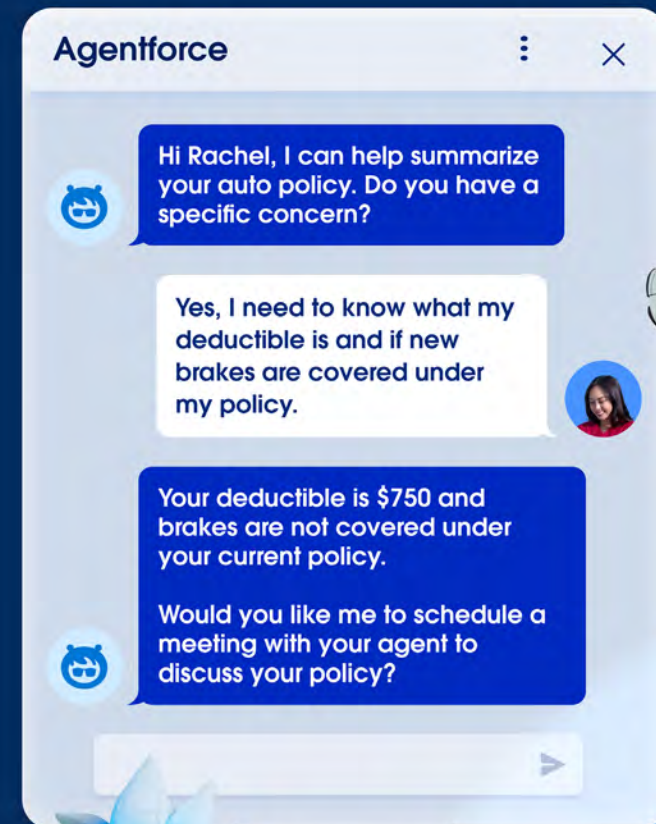 Agentforce
Hi Rachel, I can help summarize
your auto policy. Do you have a
specific concern?
Yes, I need to know what my
deductible is and if new
brakes are covered under
my policy.
Your deductible is $750 and
brakes are not covered under
your current policy.
Would you like me to schedule a
meeting with your agent to
discuss your policy?